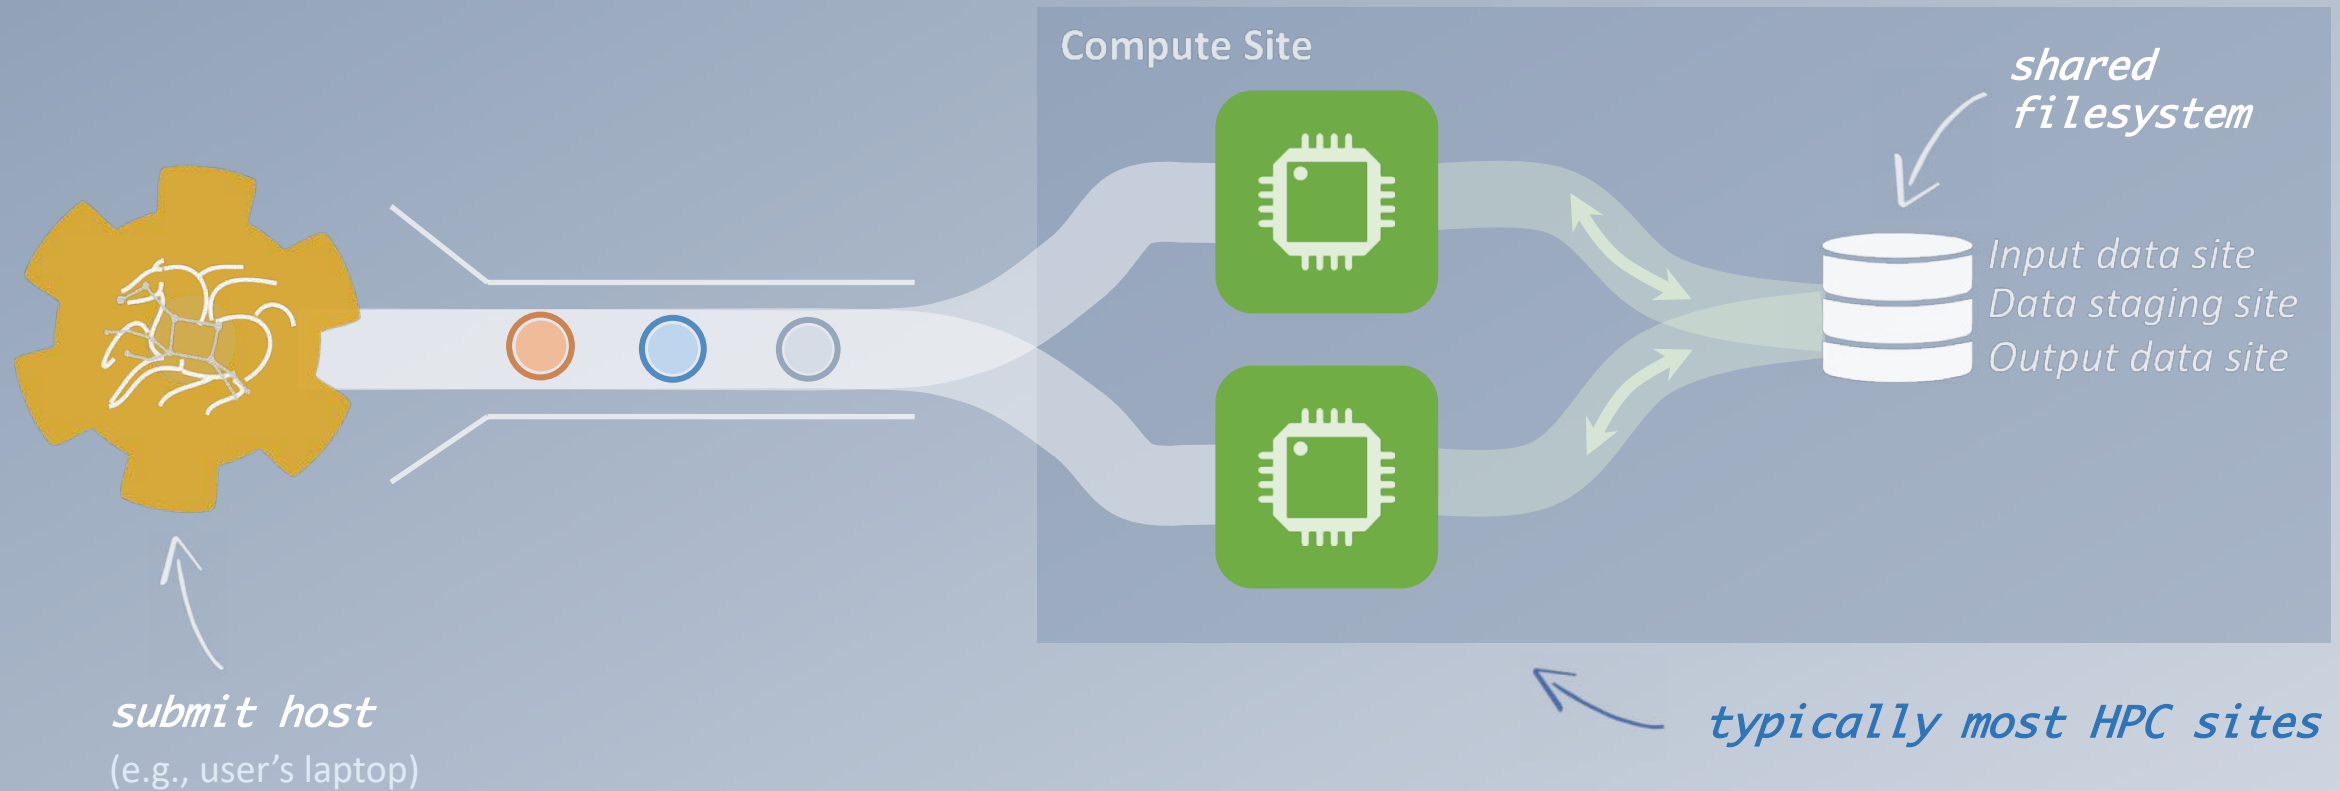 Compute Site
shared
filesystem
Input data site
Data staging site
Output data site
submit host
(e.g., user’s laptop)
typically most HPC sites